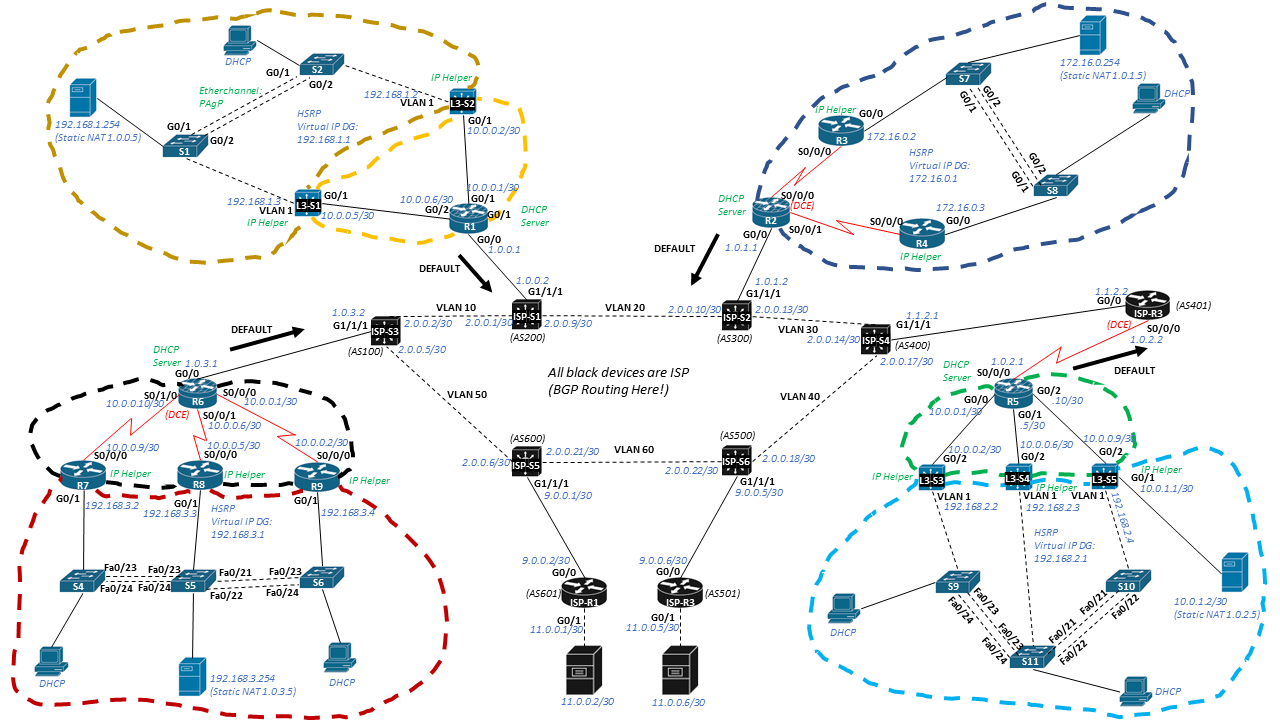 DHCP
S2
G0/1
G0/2
Etherchannel:
PAgP
192.168.1.254
(Static NAT 1.0.0.5)
G0/1
G0/2
S1
HSRP
Virtual IP DG:
192.168.1.1
IP Helper
192.168.1.2
VLAN 1
L3-S2
G0/1
10.0.0.2/30
192.168.1.3
VLAN 1
IP Helper
L3-S1
G0/1
10.0.0.5/30
10.0.0.1/30
10.0.0.6/30
G0/1
G0/2
G0/1
R1
DHCP
Server
G0/0
1.0.0.1
DEFAULT
1.0.0.2
G1/1/1
172.16.0.254
(Static NAT 1.0.1.5)
DHCP
S7
G0/2
G0/1
G0/2
G0/1
S8
IP Helper
G0/0
R3
172.16.0.2
S0/0/0
HSRP
Virtual IP DG:
172.16.0.1
DHCP
Server
S0/0/0
(DCE)
R2
S0/0/1
G0/0
1.0.1.1
172.16.0.3
S0/0/0
G0/0
R4
IP Helper
DEFAULT
1.0.1.2
G1/1/1
1.0.3.2
G1/1/1
ISP-S3
(AS100)
VLAN 10
2.0.0.2/30
2.0.0.1/30
2.0.0.5/30
ISP-S1
(AS200)
2.0.0.9/30
VLAN 20
2.0.0.10/30
ISP-S2
(AS300)
2.0.0.13/30
VLAN 30
2.0.0.14/30
1.1.2.1
G1/1/1
ISP-S4
(AS400)
2.0.0.17/30
1.1.2.2
G0/0
ISP-R3
(AS401)
(DCE)
S0/0/0
1.0.2.2
DEFAULT
All black devices are ISP
(BGP Routing Here!)
VLAN 50
VLAN 40
(AS600)
2.0.0.6/30
ISP-S5
2.0.0.21/30
VLAN 60
2.0.0.22/30
(AS500)
ISP-S6
2.0.0.18/30
G1/1/1
9.0.0.1/30
G1/1/1
9.0.0.5/30
9.0.0.2/30
G0/0
(AS601)
ISP-R1
G0/1
11.0.0.1/30
11.0.0.2/30
9.0.0.6/30
G0/0
ISP-R3
(AS501)
G0/1
11.0.0.5/30
11.0.0.6/30
DEFAULT
DHCP
Server
1.0.3.1
G0/0
R6
S0/1/0
S0/0/0
(DCE)
S0/0/1
10.0.0.10/30
10.0.0.6/30
10.0.0.1/30
10.0.0.9/30
10.0.0.5/30
10.0.0.2/30
S0/0/0
S0/0/0
S0/0/0
R7
IP Helper
R8
IP Helper
R9
IP Helper
G0/1
192.168.3.2
G0/1
192.168.3.3
G0/1
192.168.3.4
HSRP
Virtual IP DG:
192.168.3.1
S4
Fa0/23
Fa0/24
Fa0/23
Fa0/24
S5
Fa0/21
Fa0/22
Fa0/23
Fa0/24
S6
DHCP
192.168.3.254
(Static NAT 1.0.3.5)
DHCP
DHCP
Server
1.0.2.1
S0/0/0
R5
G0/0
G0/1
G0/2
10.0.0.1/30
.5/30
.10/30
10.0.0.2/30
10.0.0.6/30
10.0.0.9/30
G0/2
G0/2
G0/2
IP Helper
L3-S3
L3-S4
IP Helper
L3-S5
IP Helper
G0/1
10.0.1.1/30
VLAN 1
192.168.2.2
VLAN 1
192.168.2.3
VLAN 1
192.168.2.4
HSRP
Virtual IP DG:
192.168.2.1
S9
Fa0/23
Fa0/24
Fa0/23
Fa0/24
S10
Fa0/21
Fa0/22
Fa0/21
Fa0/22
S11
DHCP
DHCP
10.0.1.2/30
(Static NAT 1.0.2.5)